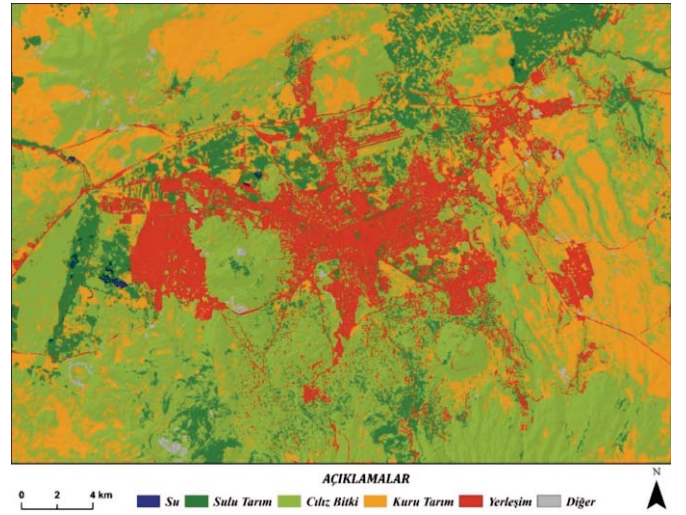 AÇIKLAMALAR
N
0 2 4 km
Su Sulu Tarım Cılız Bitki Kuru Tarım Yerleşim Diğer